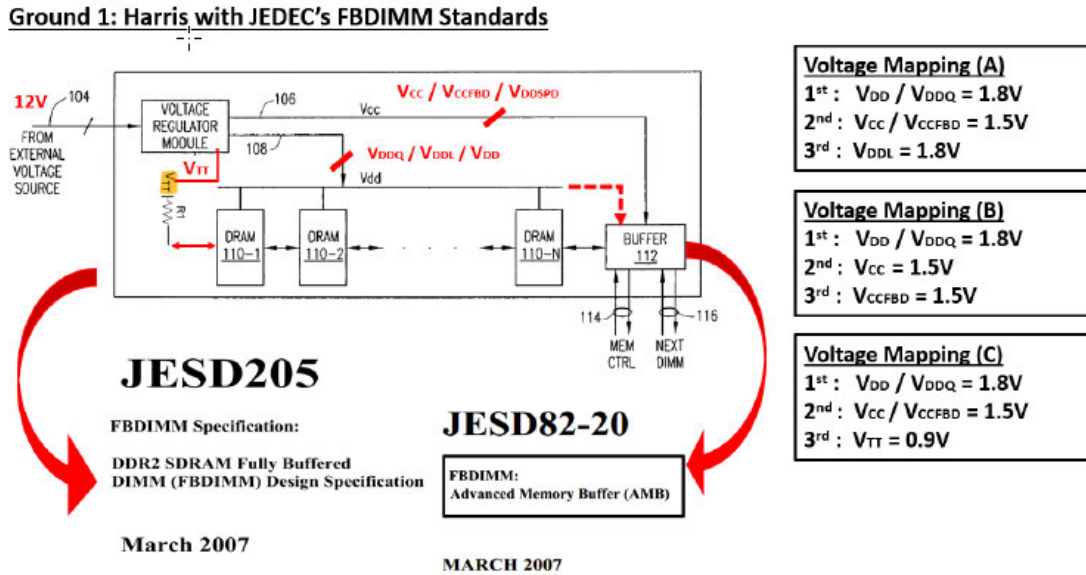 Ground 1: Harris with JEDEC's FBDIMM Standards
12V
104
FROM
EXTERNAL
VOLTAGE
SOURCE
VOLTAGE
REGULATOR
MODULE
106
108
Vcc
VCC / VCCFBD / VDDSPD
VDDQ / VDDL / VDD
VTT
VTT
R1
Vdd
DRAM
110-1
DRAM
110-2
DRAM
110-N
BUFFER
112
114
116
MEM
CTRL
NEXT
DIMM
JESD205
FBDIMM Specification:
DDR2 SDRAM Fully Buffered
DIMM (FBDIMM) Design Specification
March 2007
JESD82-20
FBDIMM:
Advanced Memory Buffer (AMB)
MARCH 2007
Voltage Mapping (A)
1st : VDD / VDDQ = 1.8V
2nd : VCC / VCCFBD = 1.5V
3rd : VDDL = 1.8V
Voltage Mapping (B)
1st : VDD / VDDQ = 1.8V
2nd : VCC = 1.5V
3rd : VCCFBD = 1.5V
Voltage Mapping (C)
1st : VDD / VDDQ = 1.8V
2nd : VCC / VCCFBD = 1.5V
3rd : VTT = 0.9V